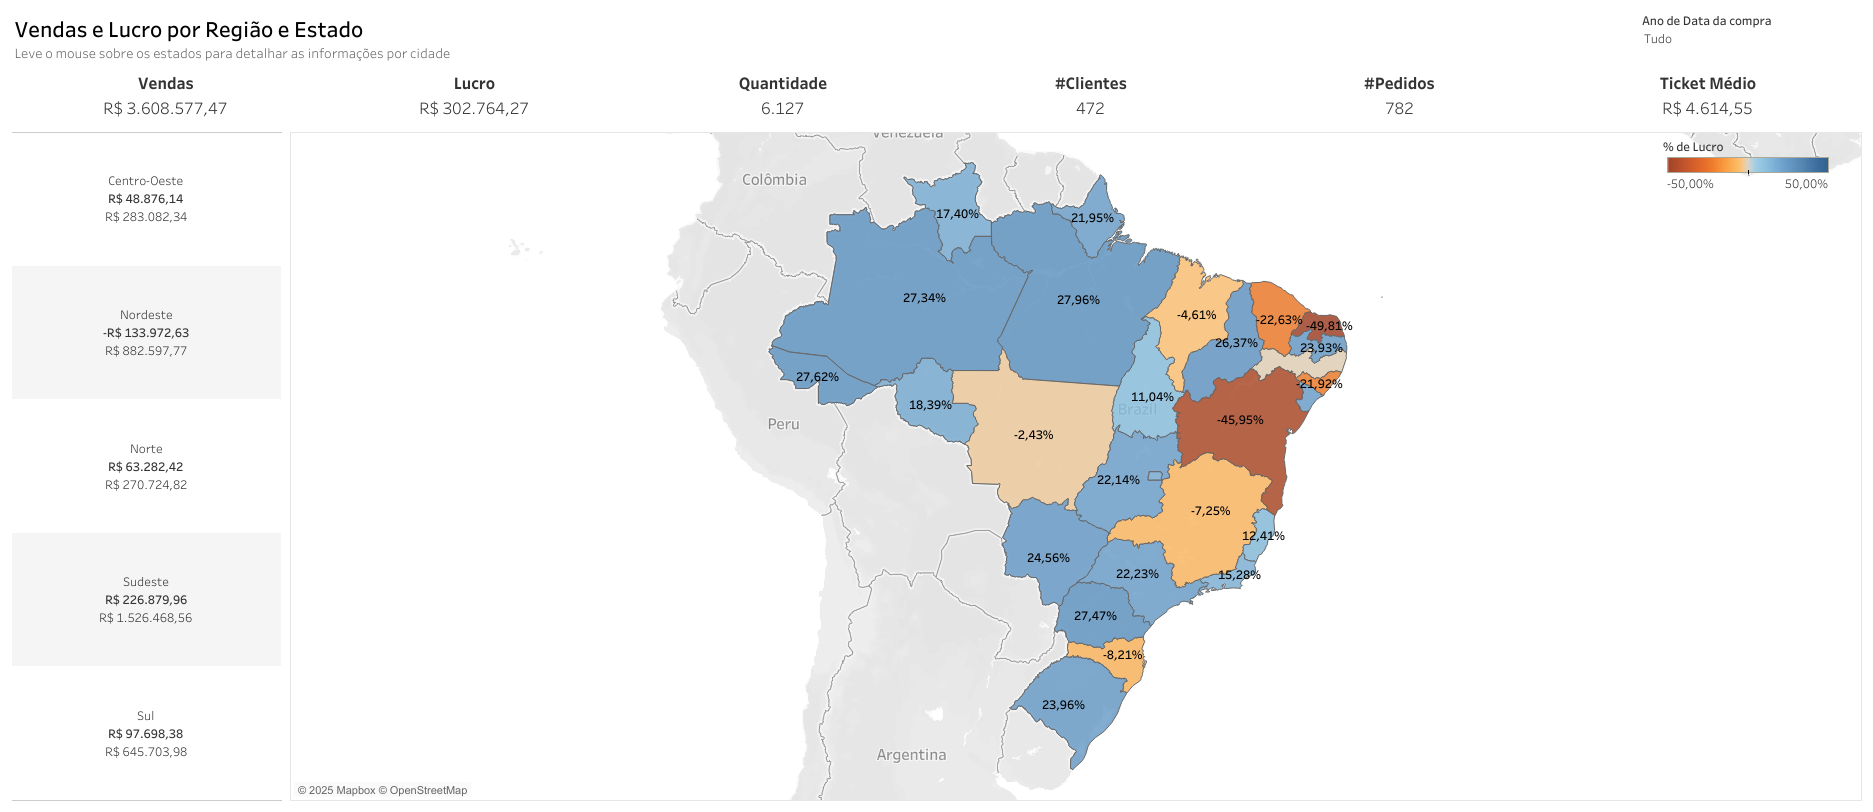 Vendas e Lucro por Região e Estado
Leve o mouse sobre os estados para detalhar as informações por cidade
Ano de Data da compra
Tudo
Vendas
R$ 3.608.577,47
Lucro
R$ 302.764,27
Quantidade
6.127
#Clientes
472
#Pedidos
782
Ticket Médio
R$ 4.614,55
Centro-Oeste
R$ 48.876,14
R$ 283.082,34
Nordeste
-R$ 133.972,63
R$ 882.597,77
Norte
R$ 63.282,42
R$ 270.724,82
Sudeste
R$ 226.879,96
R$ 1.526.468,56
Sul
R$ 97.698,38
R$ 645.703,98
% de Lucro
-50,00% 50,00%
Venezuela
Colômbia
17,40%
21,95%
27,34%
27,96%
-4,61%
-22,63%
-49,81%
26,37%
23,93%
27,62%
-21,92%
18,39%
11,04%
Brazil
Peru
-45,95%
-2,43%
22,14%
-7,25%
12,41%
24,56%
22,23%
15,28%
27,47%
-8,21%
23,96%
Argentina
© 2025 Mapbox © OpenStreetMap